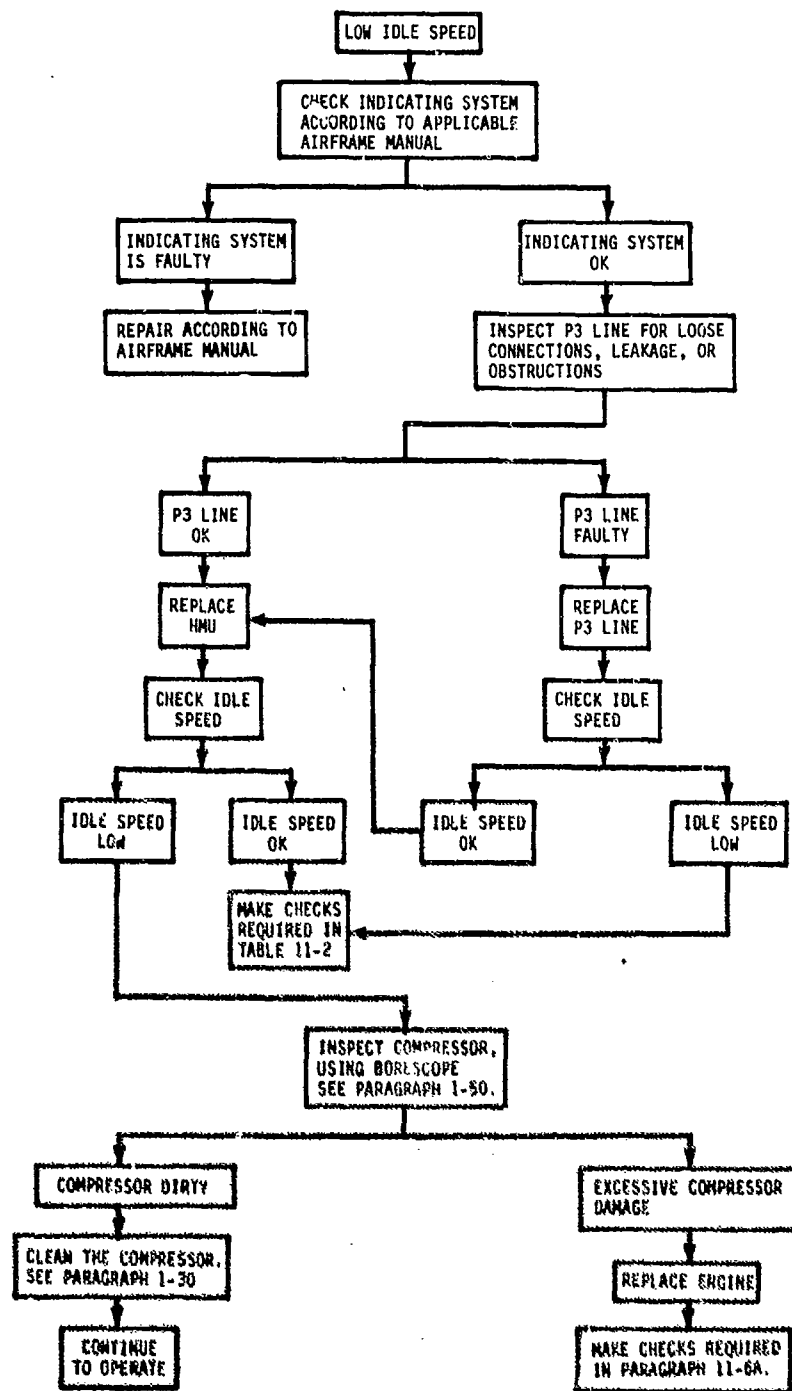 LOW IDLE SPEED
CHECK INDICATING SYSTEM
ACCORDING TO APPLICABLE
AIRFRAME MANUAL
INDICATING SYSTEM
IS FAULTY
INDICATING SYSTEM
OK
REPAIR ACCORDING TO
AIRFRAME MANUAL
INSPECT P3 LINE FOR LOOSE
CONNECTIONS, LEAKAGE, OR
OBSTRUCTIONS
P3 LINE
OK
P3 LINE
FAULTY
REPLACE
HMU
REPLACE
P3 LINE
CHECK IDLE
SPEED
CHECK IDLE
SPEED
IDLE SPEED
LOW
IDLE SPEED
OK
IDLE SPEED
OK
IDLE SPEED
LOW
MAKE CHECKS
REQUIRED IN
TABLE 11-2
INSPECT COMPRESSOR,
USING BORESCOPE
SEE PARAGRAPH 1-50.
COMPRESSOR DIRTY
EXCESSIVE COMPRESSOR
DAMAGE
CLEAN THE COMPRESSOR.
SEE PARAGRAPH 1-30
REPLACE ENGINE
CONTINUE
TO OPERATE
MAKE CHECKS REQUIRED
IN PARAGRAPH 11-6A.